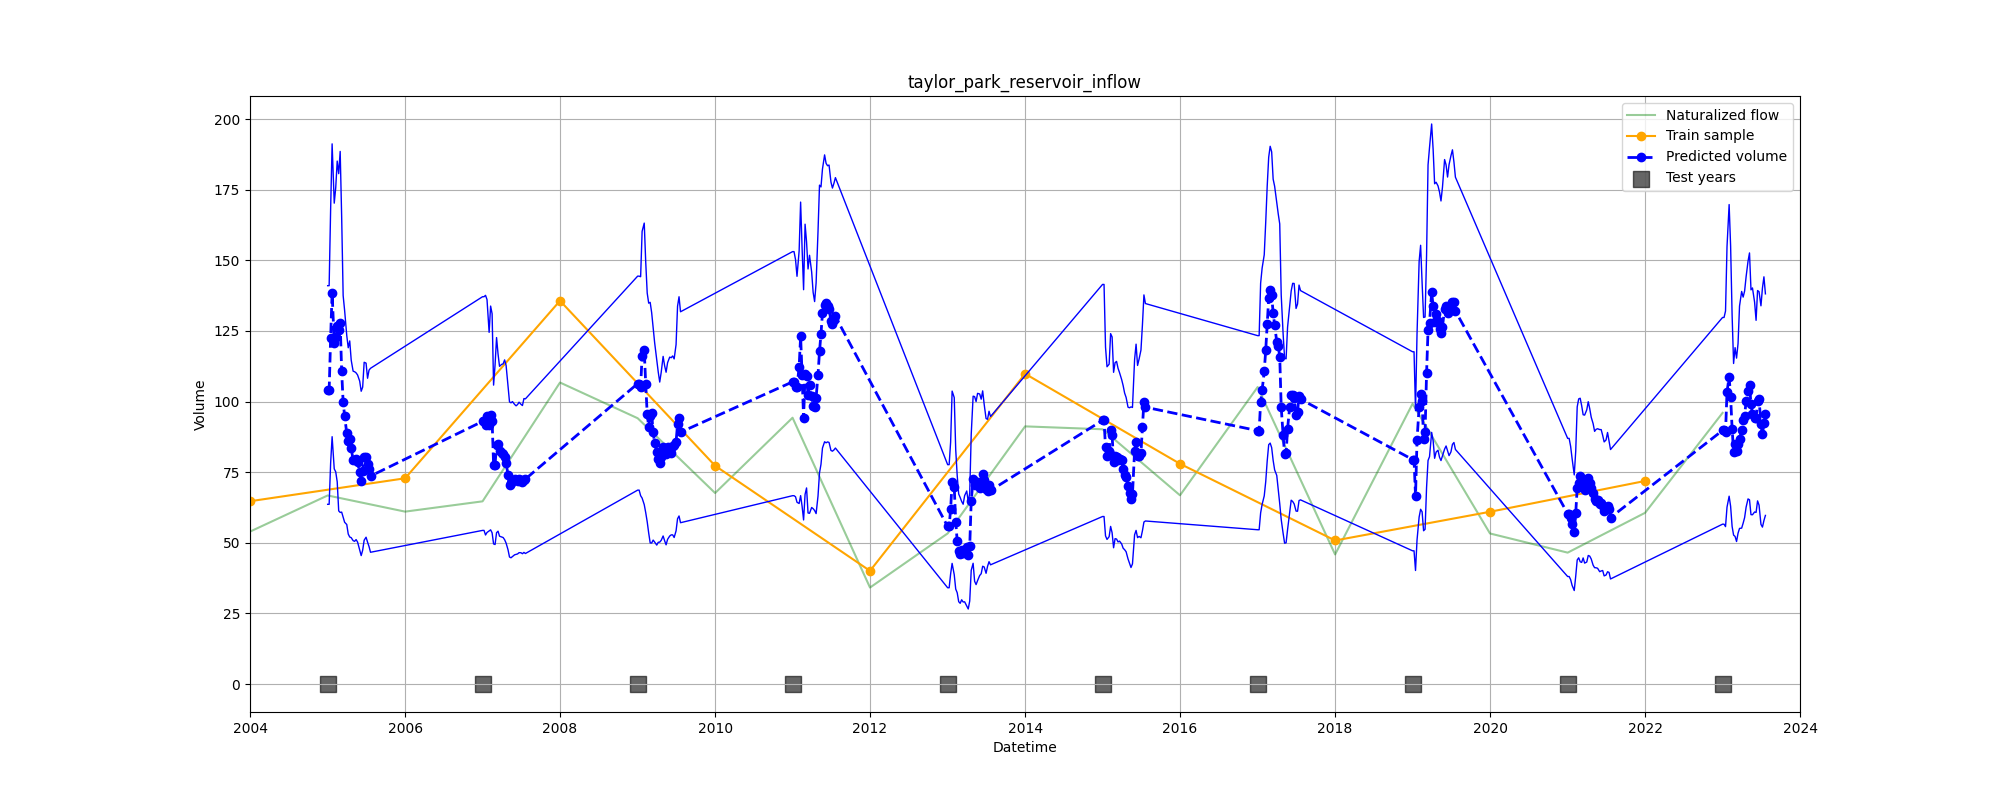 taylor_park_reservoir_inflow
Naturalized flow
Train sample
Predicted volume
Test years
Volume
200
175
150
125
100
75
50
25
0
2004 2006 2008 2010 2012 2014 2016 2018 2020 2022 2024
Datetime